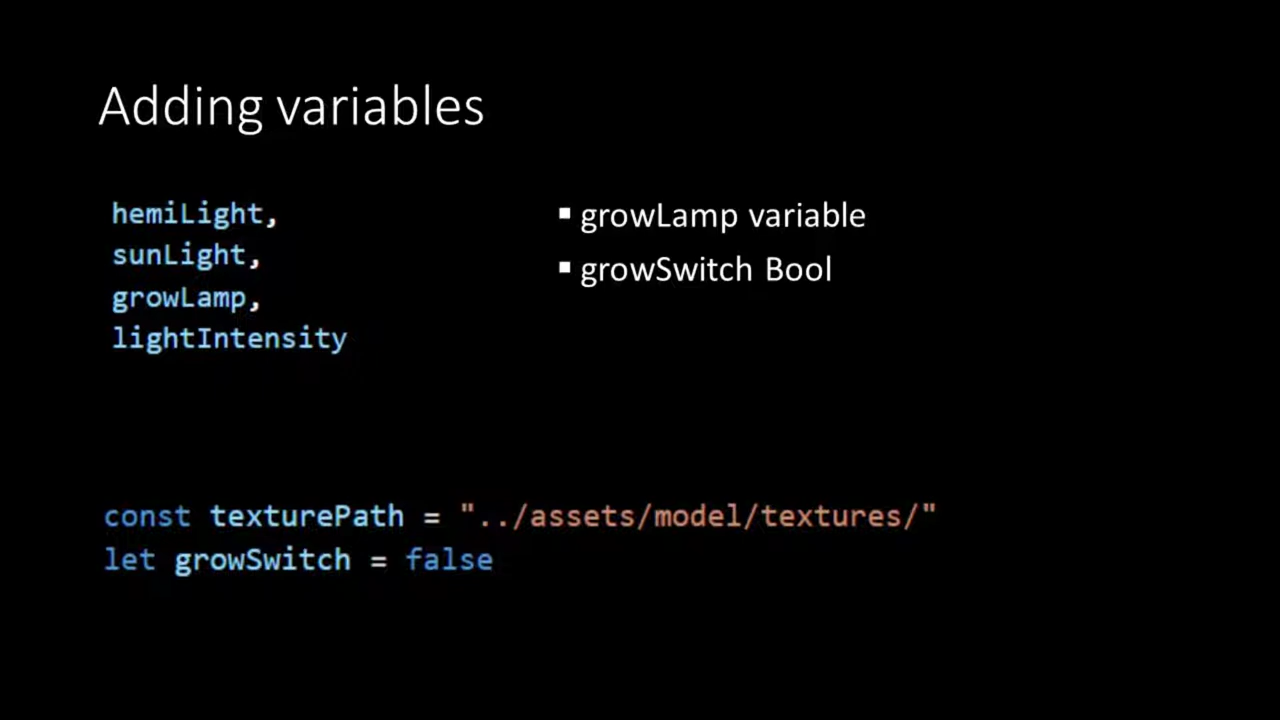 Adding variables
hemiLight,
sunLight,
growLamp,
lightIntensity
▪ growLamp variable
▪ growSwitch Bool
const texturePath = "../assets/model/textures/"
let growSwitch = false